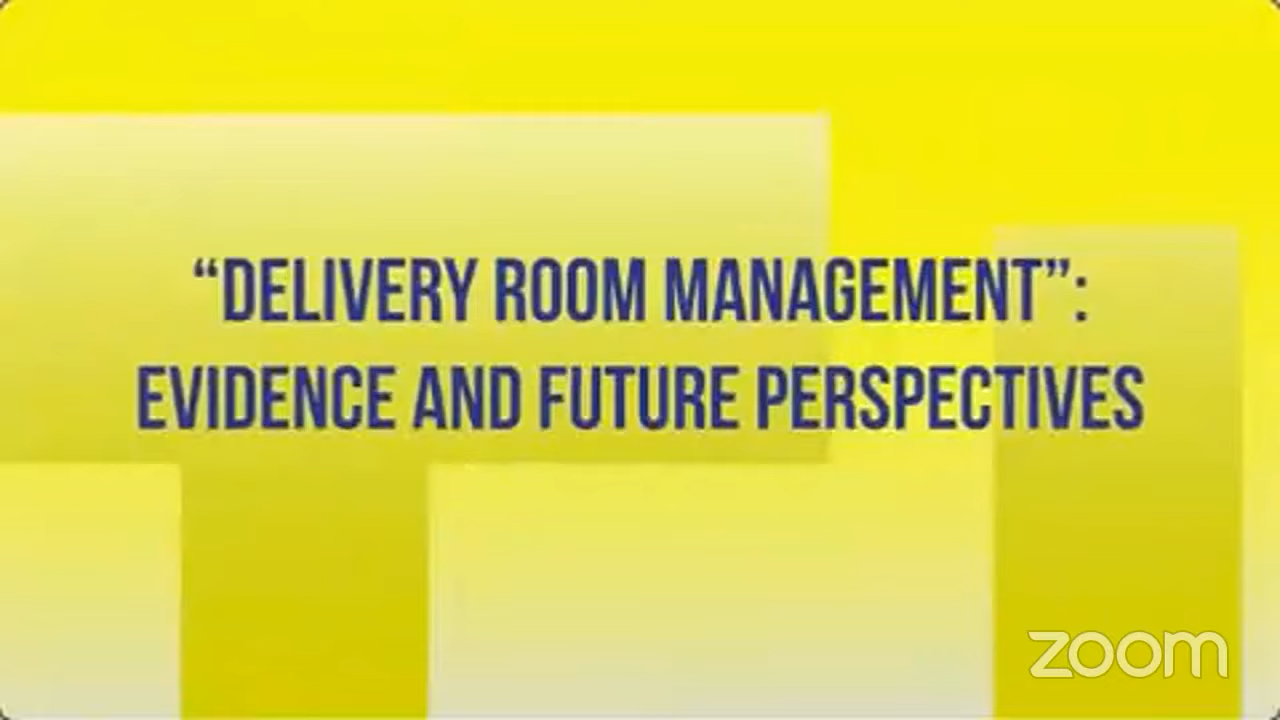 “DELIVERY ROOM MANAGEMENT”:
EVIDENCE AND FUTURE PERSPECTIVES
zoom